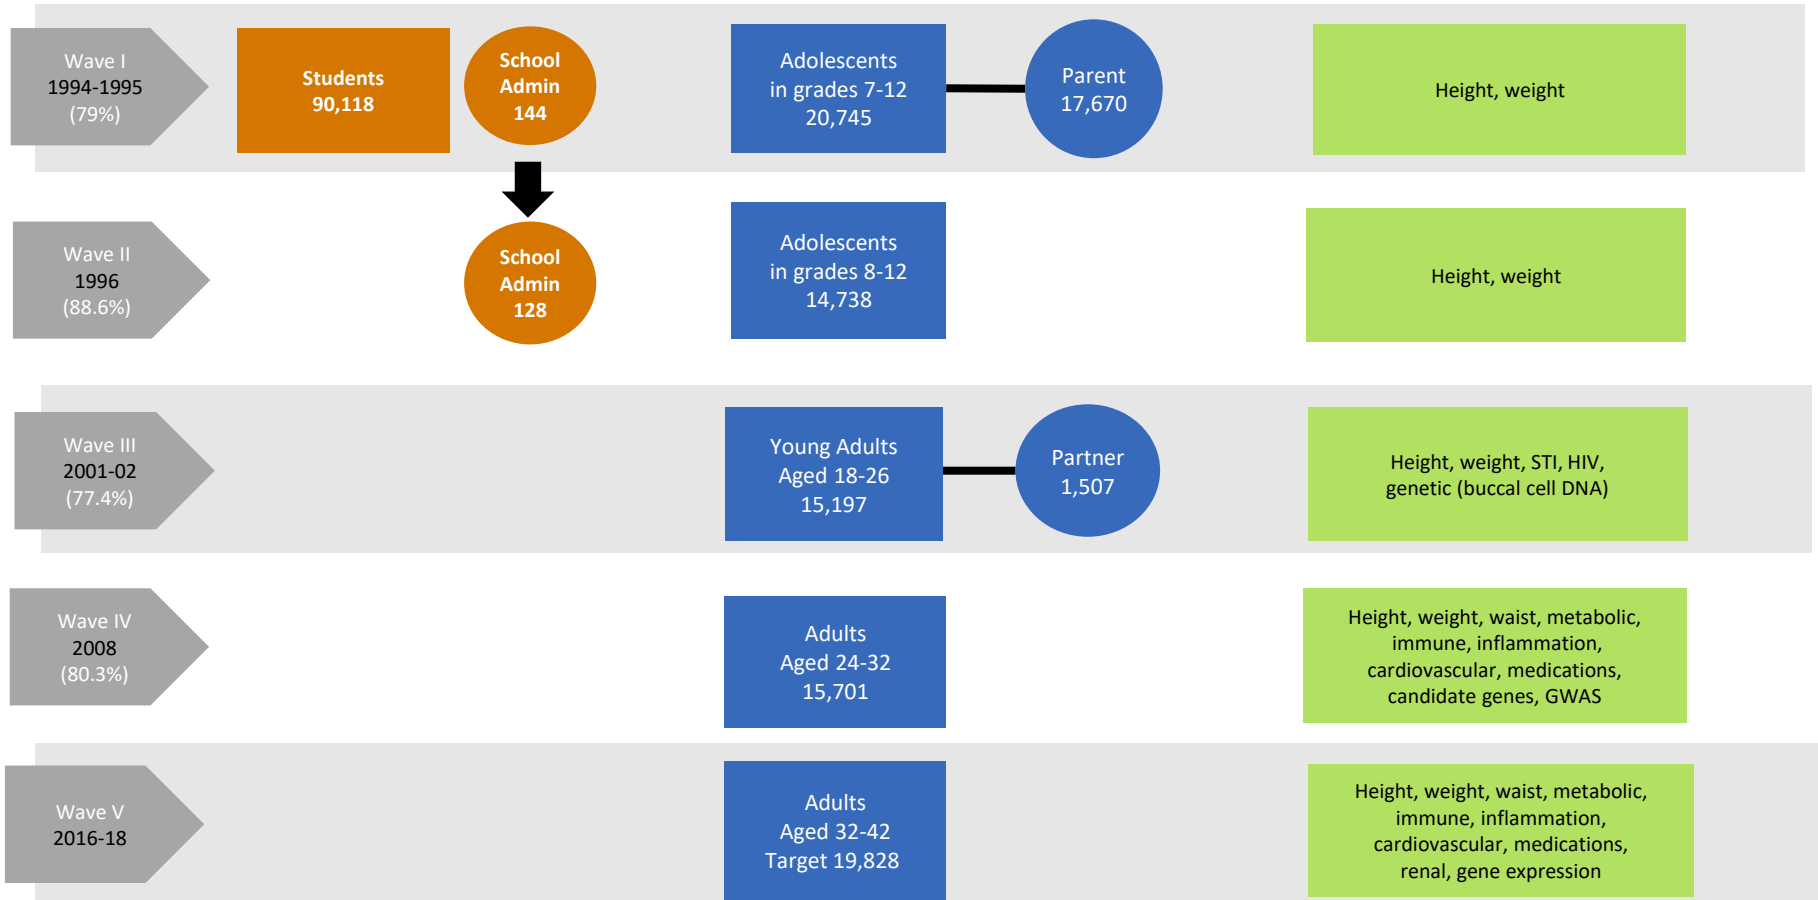 Wave I
1994-1995
(79%)
Students
90,118
School
Admin
144
Adolescents
in grades 7-12
20,745
Parent
17,670
Height, weight
Wave II
1996
(88.6%)
School
Admin
128
Adolescents
in grades 8-12
14,738
Height, weight
Wave III
2001-02
(77.4%)
Young Adults
Aged 18-26
15,197
Partner
1,507
Height, weight, STI, HIV,
genetic (buccal cell DNA)
Wave IV
2008
(80.3%)
Adults
Aged 24-32
15,701
Height, weight, waist, metabolic,
immune, inflammation,
cardiovascular, medications,
candidate genes, GWAS
Wave V
2016-18
Adults
Aged 32-42
Target 19,828
Height, weight, waist, metabolic,
immune, inflammation,
cardiovascular, medications,
renal, gene expression